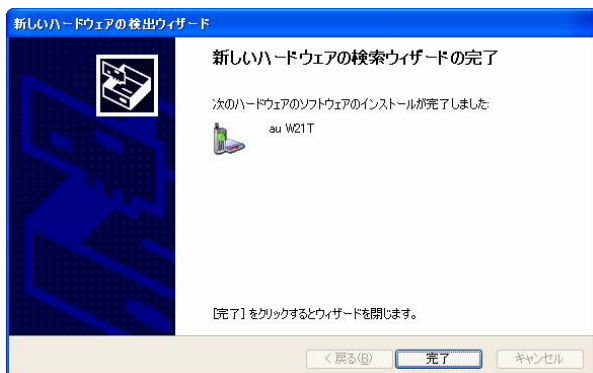 新しいハードウェアの検出ウィザード
新しいハードウェアの検索ウィザードの完了
次のハードウェアのソフトウェアのインストールが完了しました:
au W21T
[完了] をクリックするとウィザードを閉じます。
< 戻る(B)
完了
キャンセル